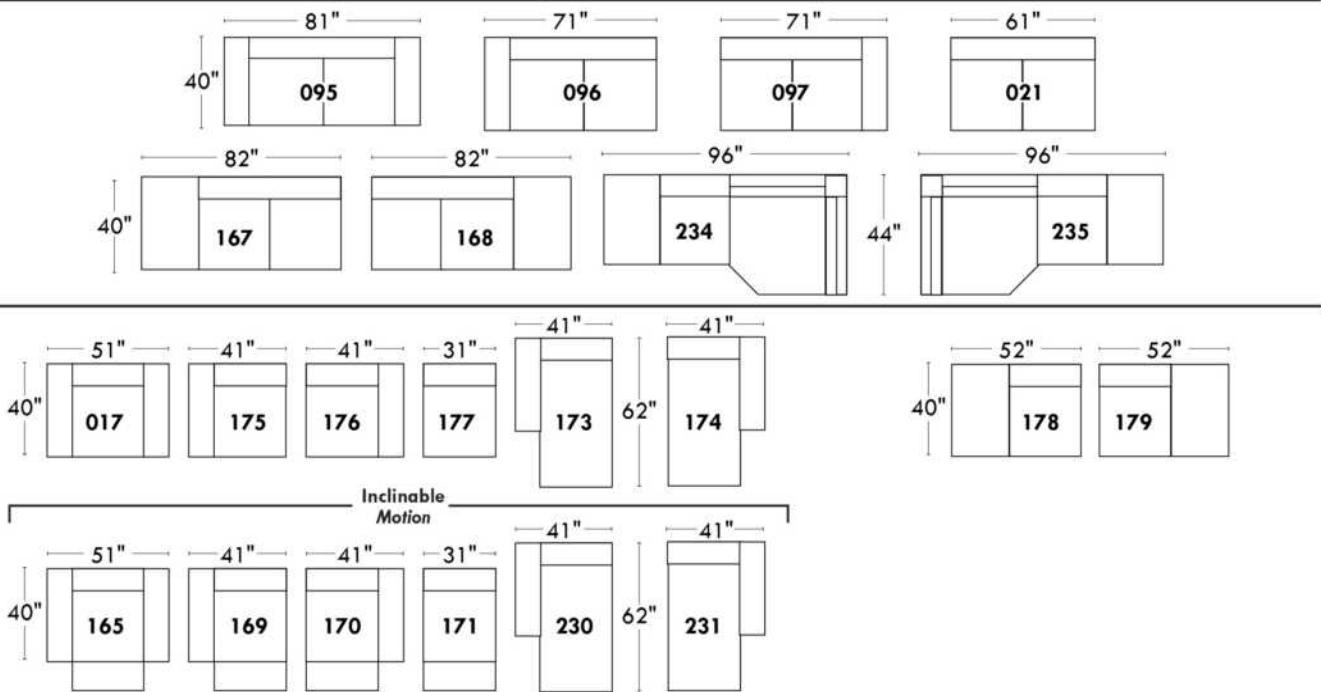 81" 71" 71" 61"
40" 095 096 097 021
82" 82" 96" 96"
40" 167 168 234 44" 235
51" 41" 41" 31" 41" 41" 52" 52"
40" 017 175 176 177 173 62" 174 40" 178 179
Inclinable
Motion
51" 41" 41" 31" 41" 41"
40" 165 169 170 171 230 62" 231